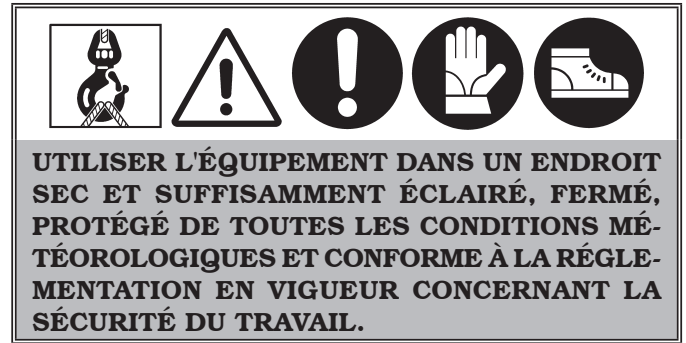 UTILISER L'ÉQUIPEMENT DANS UN ENDROIT
SEC ET SUFFISAMMENT ÉCLAIRÉ, FERMÉ,
PROTÉGÉ DE TOUTES LES CONDITIONS MÉ-
TÉOROLOGIQUES ET CONFORME À LA RÉGLE-
MENTATION EN VIGUEUR CONCERNANT LA
SÉCURITÉ DU TRAVAIL.